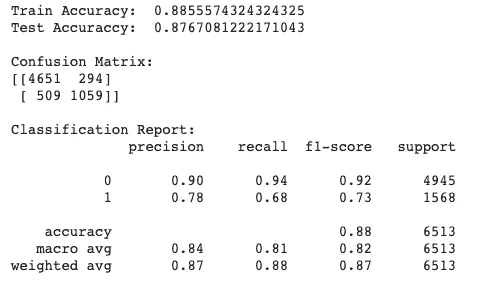 Train Accuracy:  0.8855574324324325
Test Accuraccy:  0.8767081222171043

Confusion Matrix:
[[4651  294]
 [ 509 1059]]

Classification Report:
              precision    recall  f1-score   support

           0       0.90      0.94      0.92      4945
           1       0.78      0.68      0.73      1568

    accuracy                           0.88      6513
   macro avg       0.84      0.81      0.82      6513
weighted avg       0.87      0.88      0.87      6513